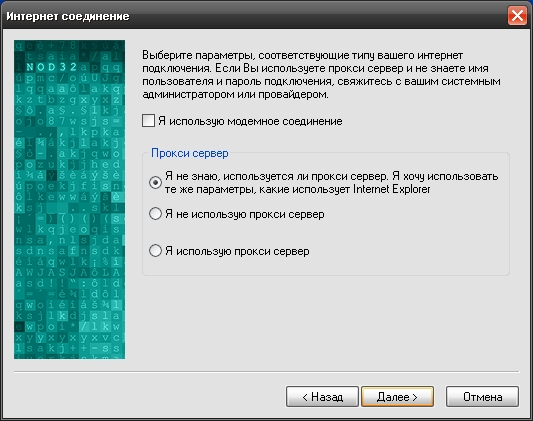 Интернет соединение
NOD32
Выберите параметры, соответствующие типу вашего интернет
подключения. Если Вы используете прокси сервер и не знаете имя
пользователя и пароль подключения, свяжитесь с вашим системным
администратором или провайдером.
Я использую модемное соединение
Прокси сервер
Я не знаю, используется ли прокси сервер. Я хочу использовать
те же параметры, какие использует Internet Explorer
Я не использую прокси сервер
Я использую прокси сервер
< Назад
Далее >
Отмена